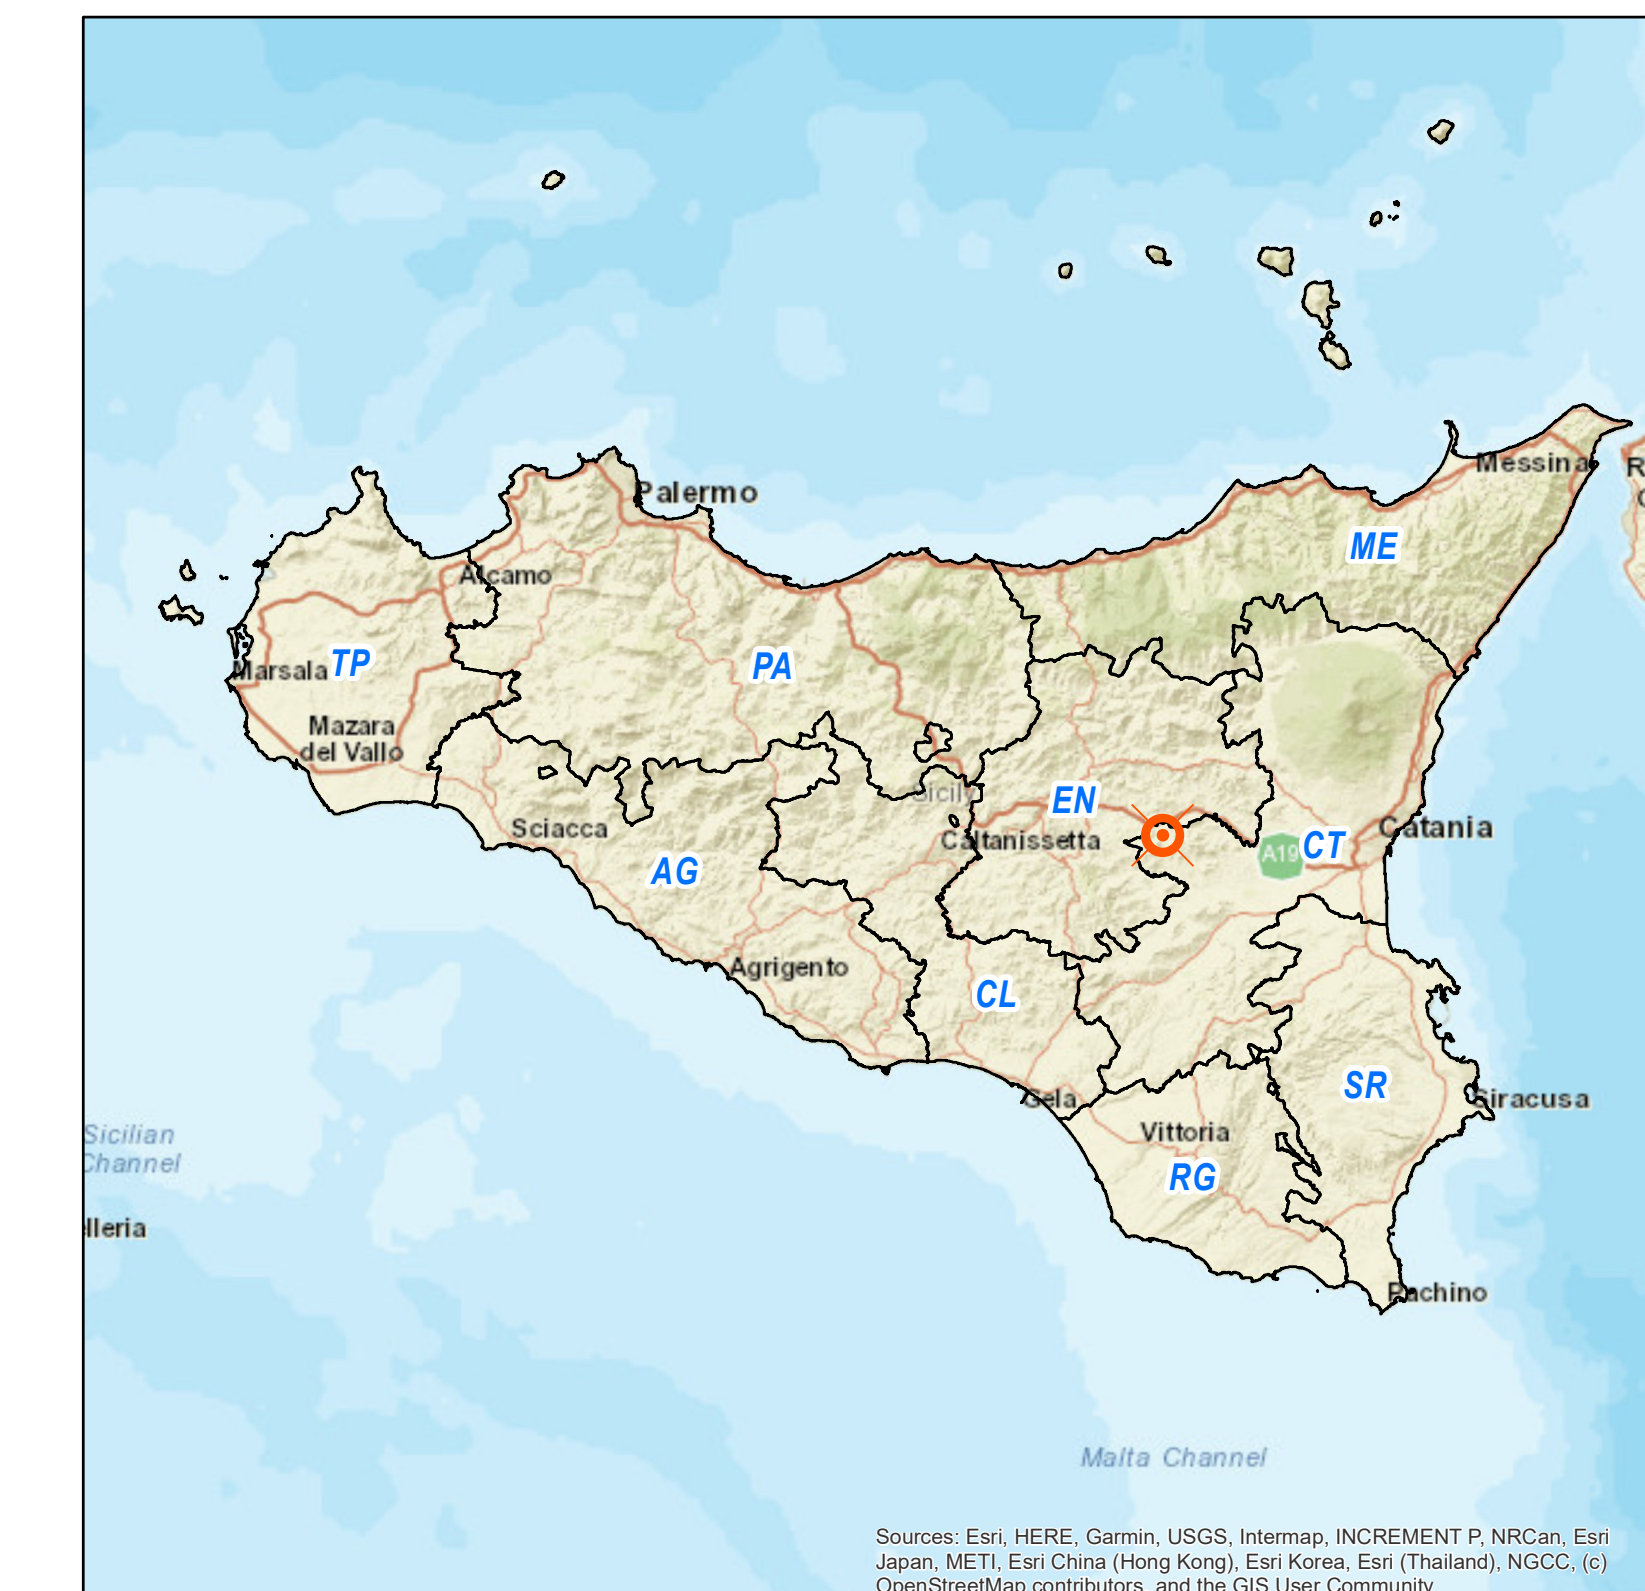 Palermo
Messina
R
ME
Alcamo
TP
PA
Marsala
Mazara
del Vallo
Sicily
EN
Sciacca
Caltanissetta
A19
CT
Catania
AG
Agrigento
CL
Gela
SR
Siracusa
Sicilian
Channel
Vittoria
RG
elleria
Pachino
Malta Channel
Sources: Esri, HERE, Garmin, USGS, Intermap, INCREMENT P, NRCan, Esri
Japan, METI, Esri China (Hong Kong), Esri Korea, Esri (Thailand), NGCC, (c)
OpenStreetMap contributors, and the GIS User Community